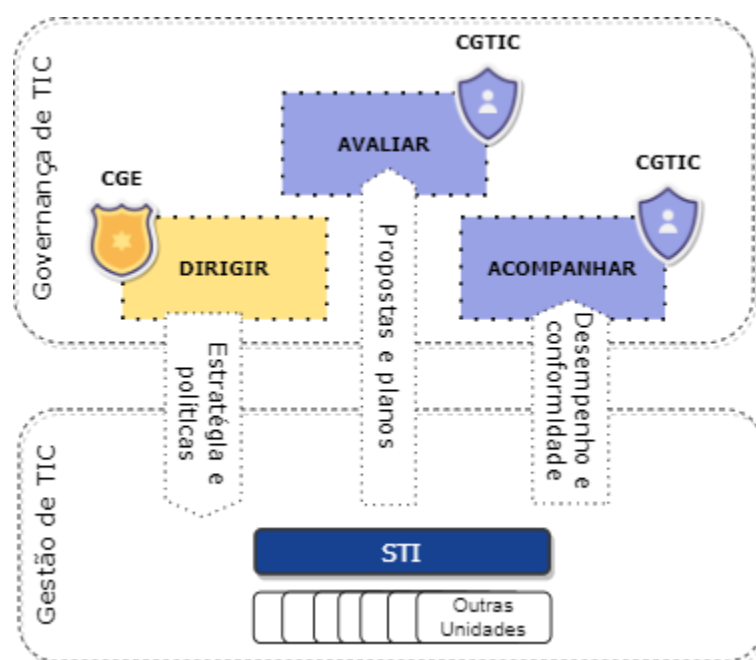 Governança de TIC
CGTIC
AVALIAR
CGTIC
CGE
DIRIGIR
ACOMPANHAR
Estratégia e
políticas
Propostas e planos
Desempenho e
conformidade
Gestão de TIC
STI
Outras
Unidades